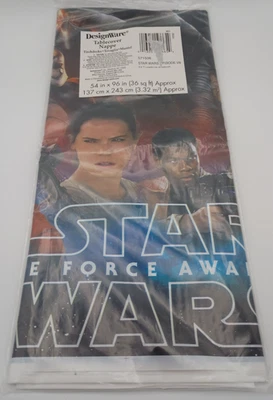 DesignWare®
Tablecover
Nappe
54 in x 96 in (36 sq ft) Approx
137 cm x 243 cm (3.32 m²) Approx
STAR
E FORCE AWA
WARS